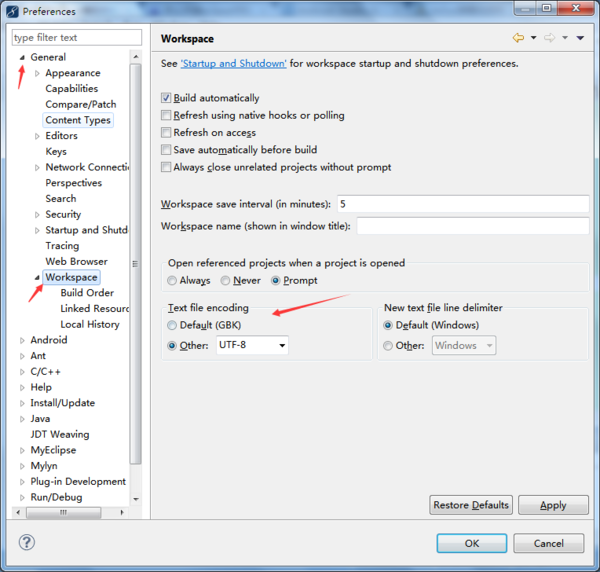 Preferences
type filter text
General
Appearance
Capabilities
Compare/Patch
Content Types
Editors
Keys
Network Connectio
Perspectives
Search
Security
Startup and Shutdo
Tracing
Web Browser
Workspace
Build Order
Linked Resour
Local History
Android
Ant
C/C++
Help
Install/Update
Java
JDT Weaving
MyEclipse
Mylyn
Plug-in Development
Run/Debug
Workspace
See 'Startup and Shutdown' for workspace startup and shutdown preferences.
Build automatically
Refresh using native hooks or polling
Refresh on access
Save automatically before build
Always close unrelated projects without prompt
Workspace save interval (in minutes): 5
Workspace name (shown in window title):
Open referenced projects when a project is opened
Always Never Prompt
Text file encoding
Default (GBK)
Other: UTF-8
New text file line delimiter
Default (Windows)
Other: Windows
Restore Defaults Apply
? OK Cancel